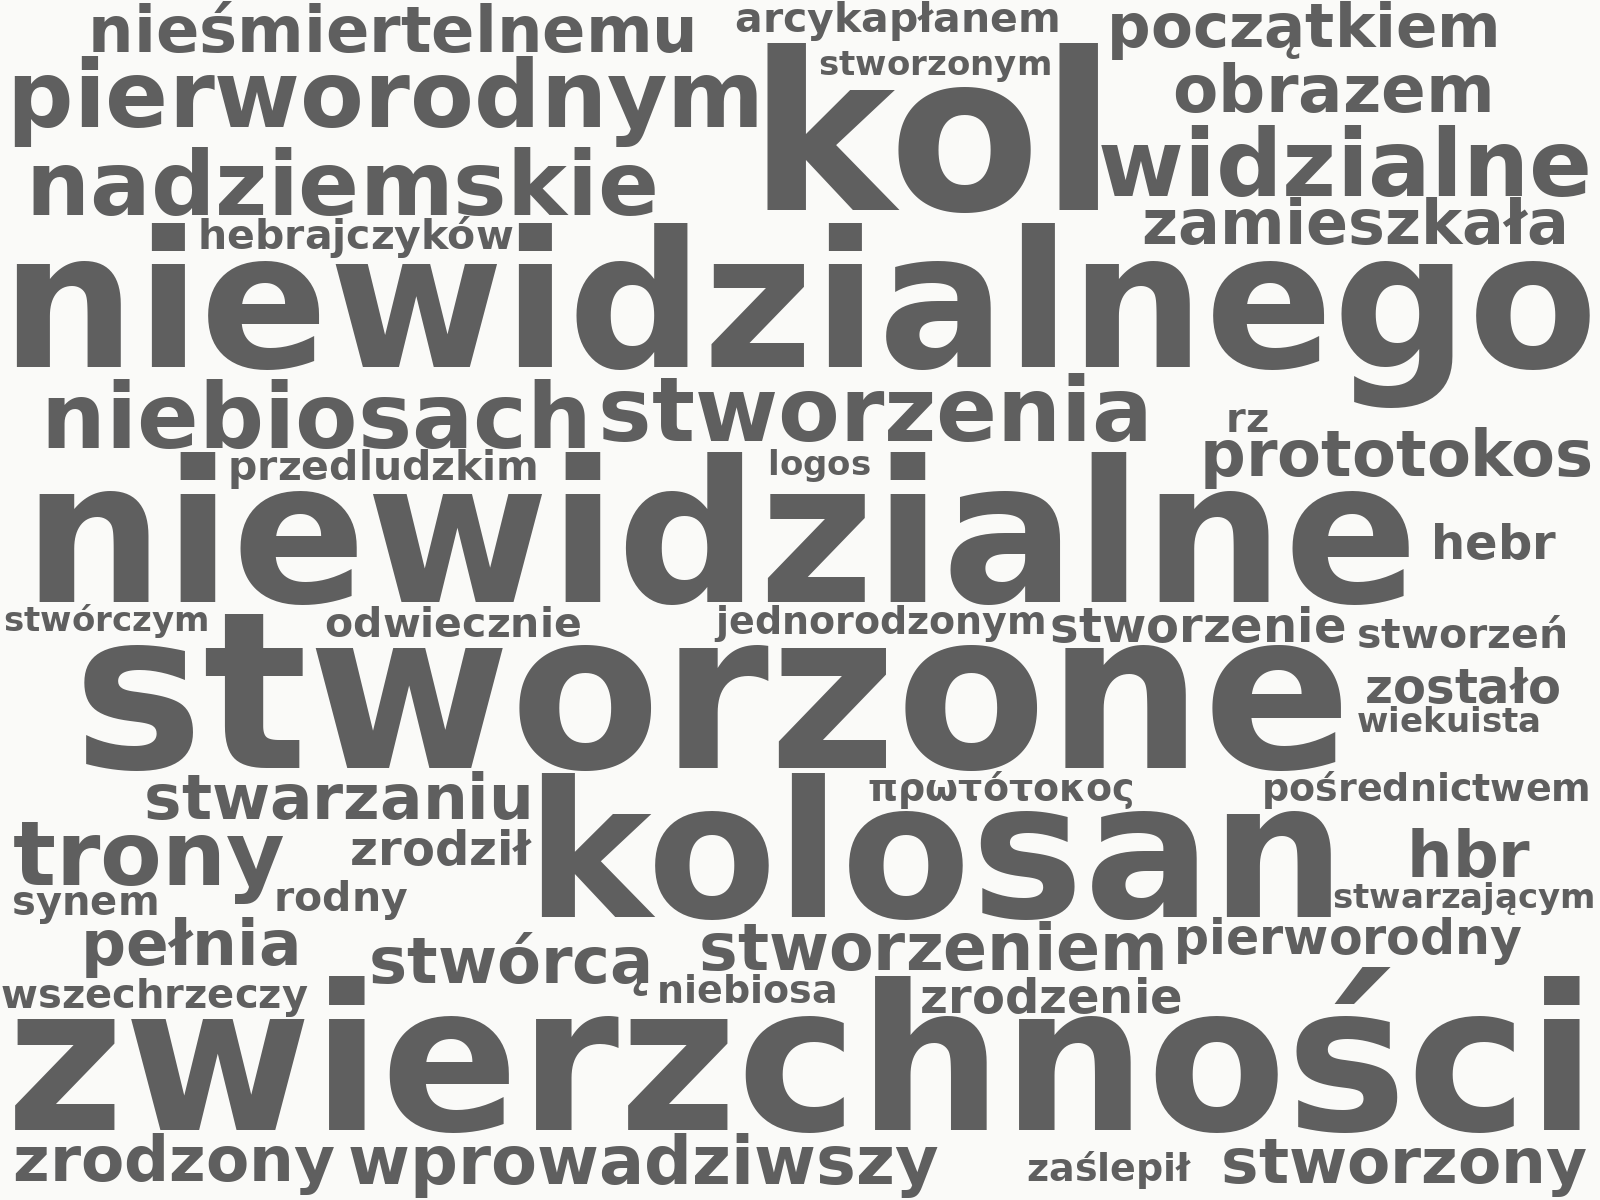 nieśmiertelnemu
arcykapłanem
początkiem
pierworodnym
stworzonym
kol
obrazem
nadziemskie
widzialne
hebrajczyków
zamieszkała
niewidzialnego
niebiosach
stworzenia
rz
prototokos
przedludzkim
logos
niewidzialne
hebr
stwórczym
odwiecznie
jednorodzonym
stworzenie
stworzeń
stworzone
zostało
wiekuista
stwarzaniu
πρωτότοκος
pośrednictwem
trony
zrodził
kolosan
hbr
synem
rodny
stwarzającym
pełnia
stwórcą
stworzeniem
pierworodny
wszechrzeczy
niebiosa
zrodzenie
zwierzchności
zrodzony
wprowadziwszy
zaślepił
stworzony